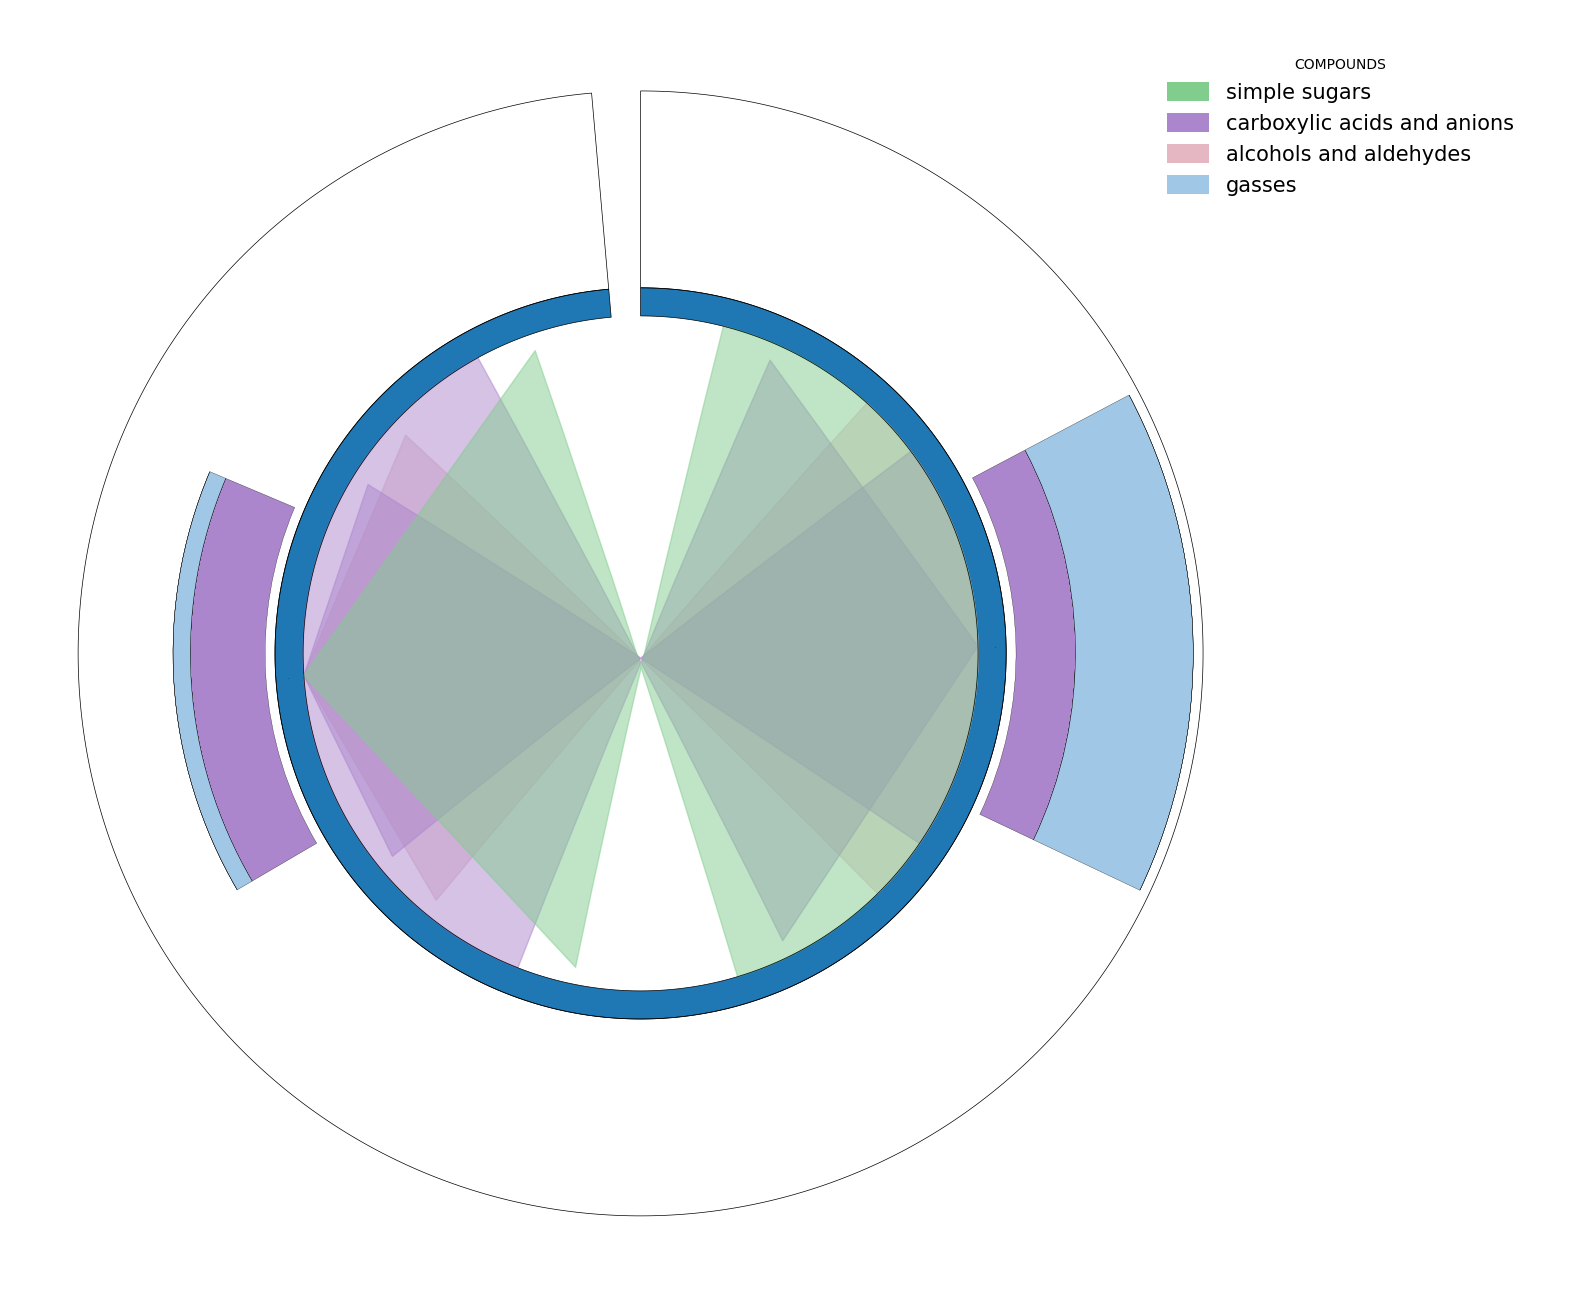 COMPOUNDS
simple sugars
carboxylic acids and anions
alcohols and aldehydes
gasses